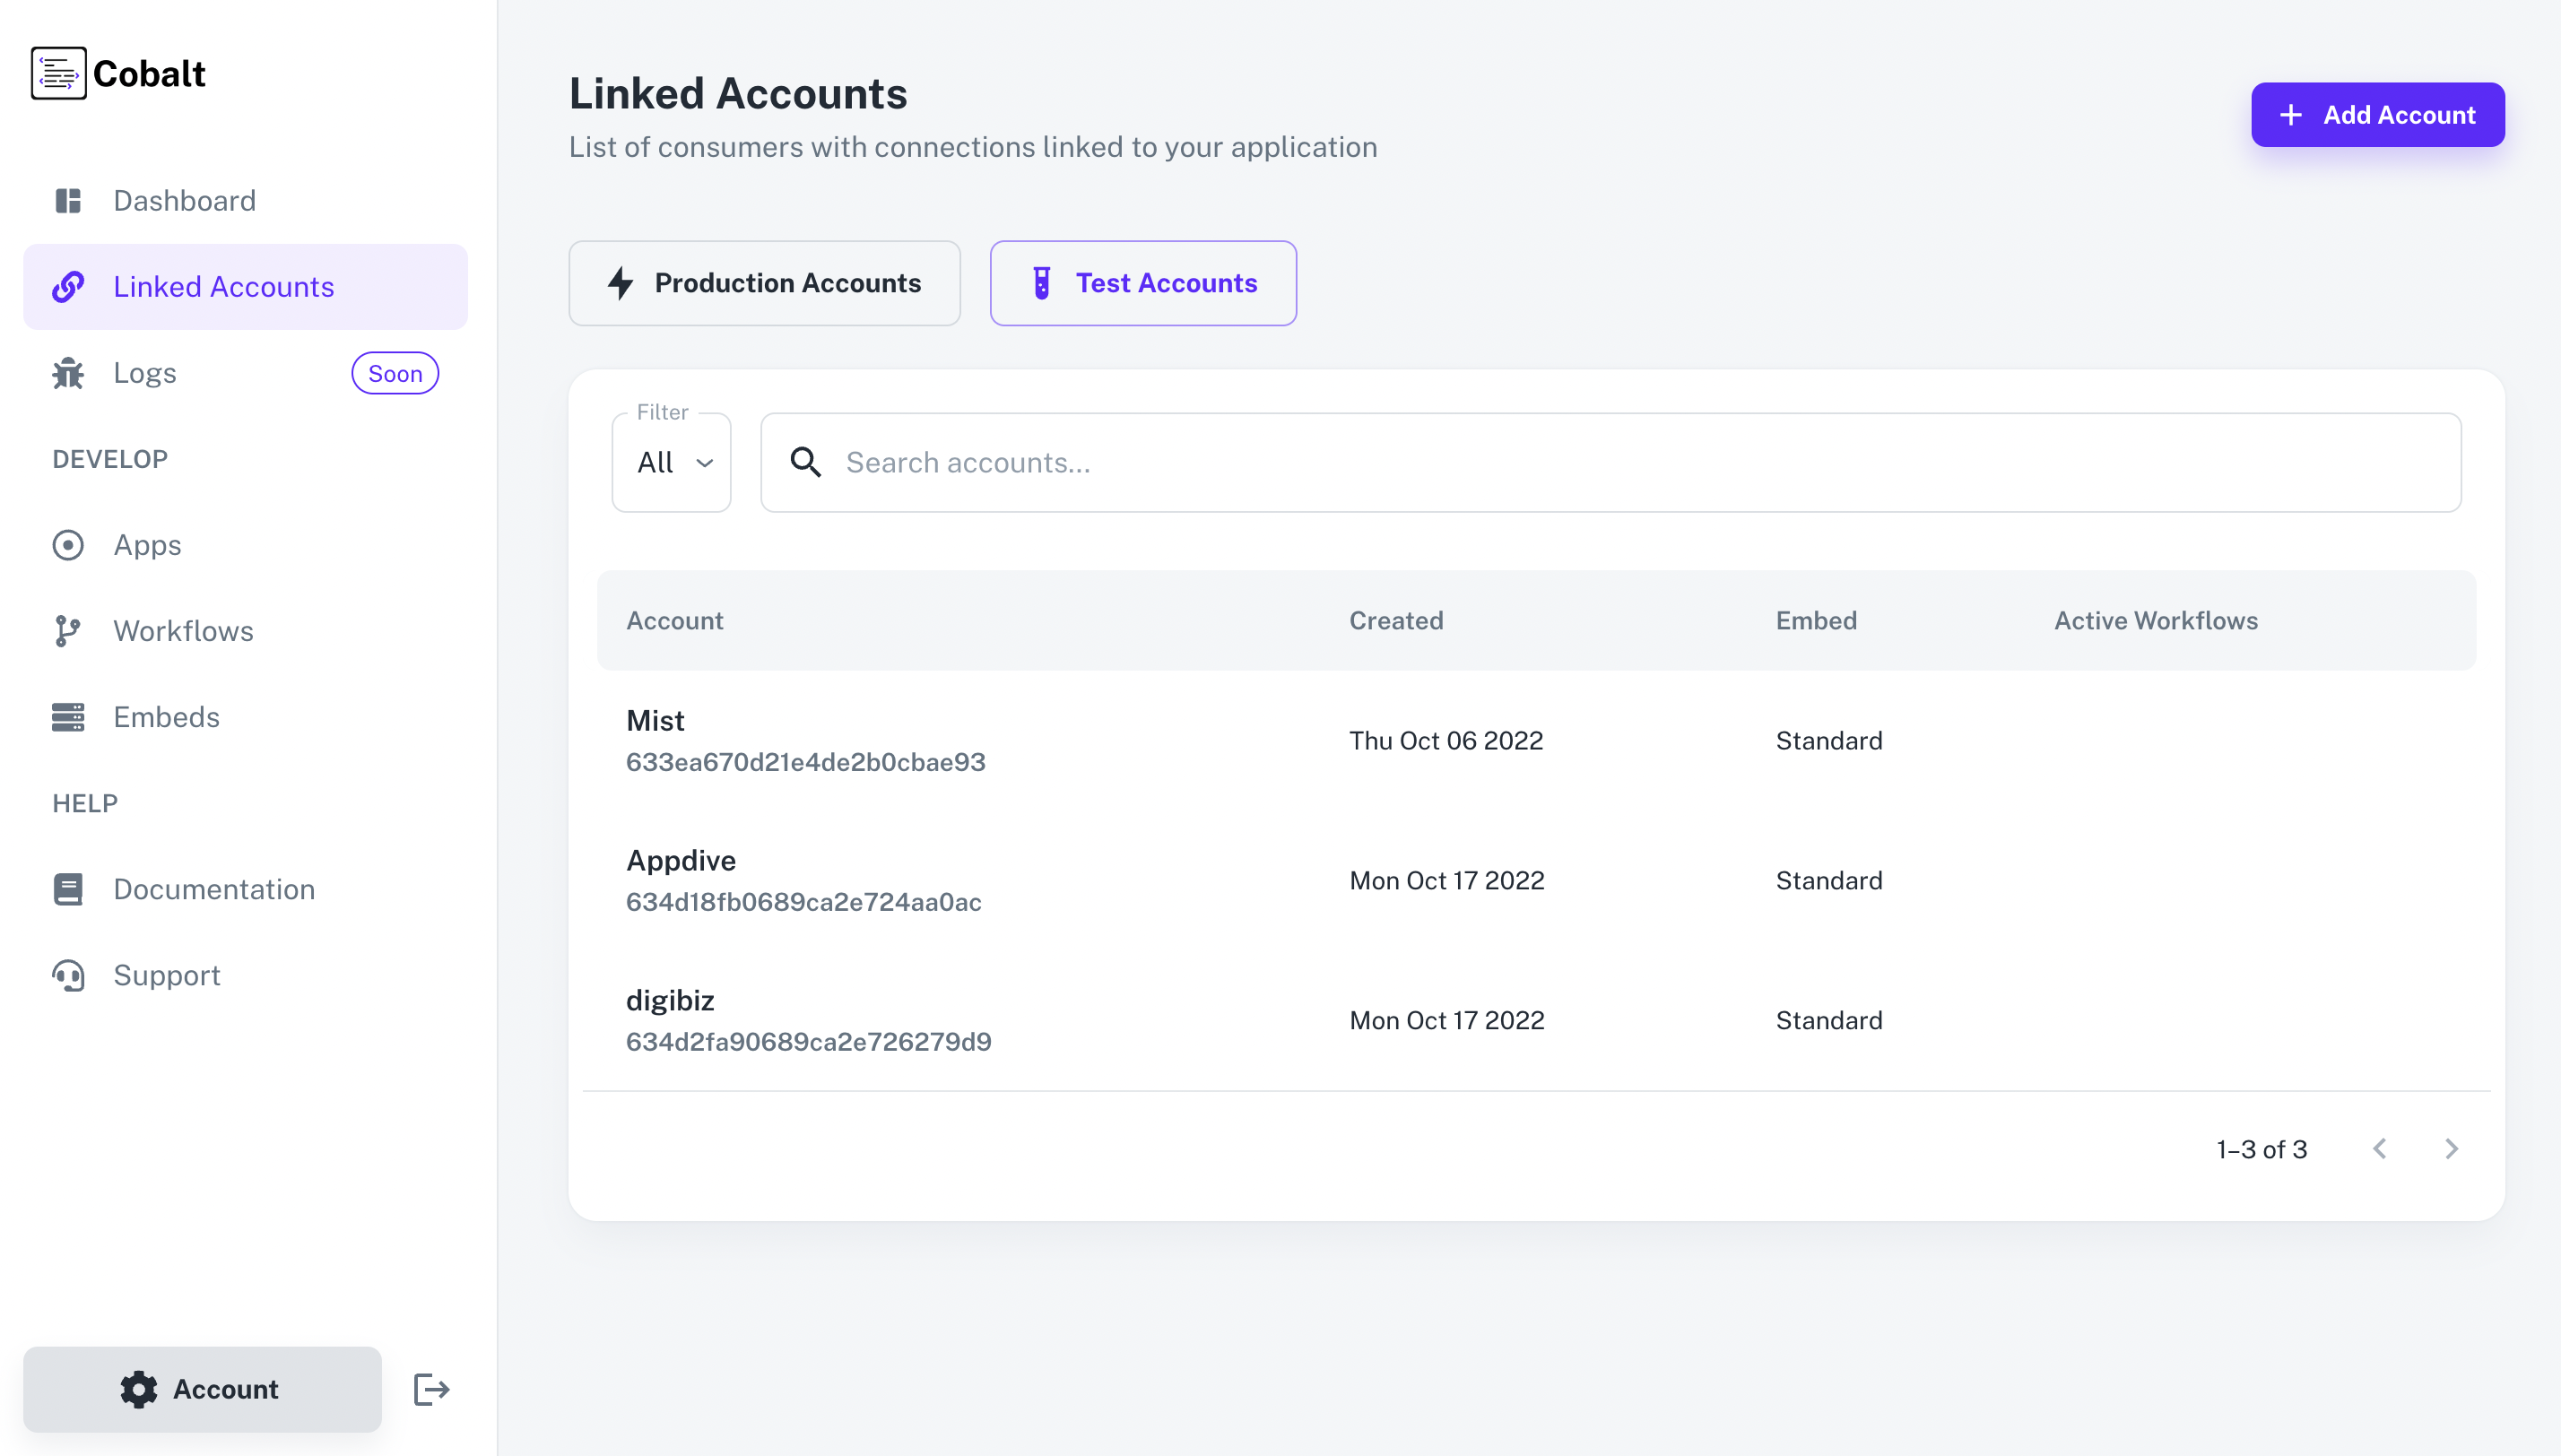 Cobalt
Dashboard
Linked Accounts
Logs
Soon
DEVELOP
Apps
Workflows
Embeds
HELP
Documentation
Support
Account
Linked Accounts
List of consumers with connections linked to your application
+ Add Account
Production Accounts
Test Accounts
Filter
All
Search accounts...
Account Created Embed Active Workflows
Mist
633ea670d21e4de2b0cbae93
Thu Oct 06 2022
Standard
Appdive
634d18fb0689ca2e724aa0ac
Mon Oct 17 2022
Standard
digibiz
634d2fa90689ca2e726279d9
Mon Oct 17 2022
Standard
1–3 of 3